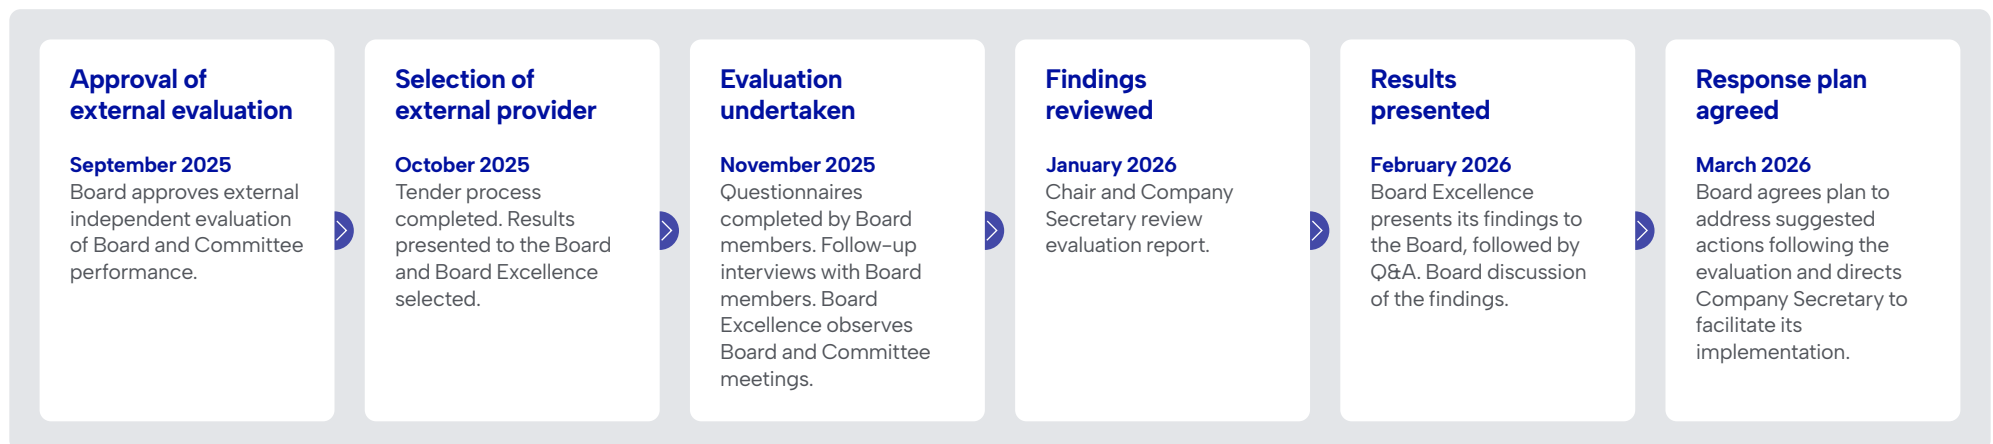 Approval of
external evaluation
September 2025
Board approves external
independent evaluation
of Board and Committee
performance.
Selection of
external provider
October 2025
Tender process
completed. Results
presented to the Board
and Board Excellence
selected.
Evaluation
undertaken
November 2025
Questionnaires
completed by Board
members. Follow-up
interviews with Board
members. Board
Excellence observes
Board and Committee
meetings.
Findings
reviewed
January 2026
Chair and Company
Secretary review
evaluation report.
Results
presented
February 2026
Board Excellence
presents its findings to
the Board, followed by
Q&A. Board discussion
of the findings.
Response plan
agreed
March 2026
Board agrees plan to
address suggested
actions following the
evaluation and directs
Company Secretary to
facilitate its
implementation.